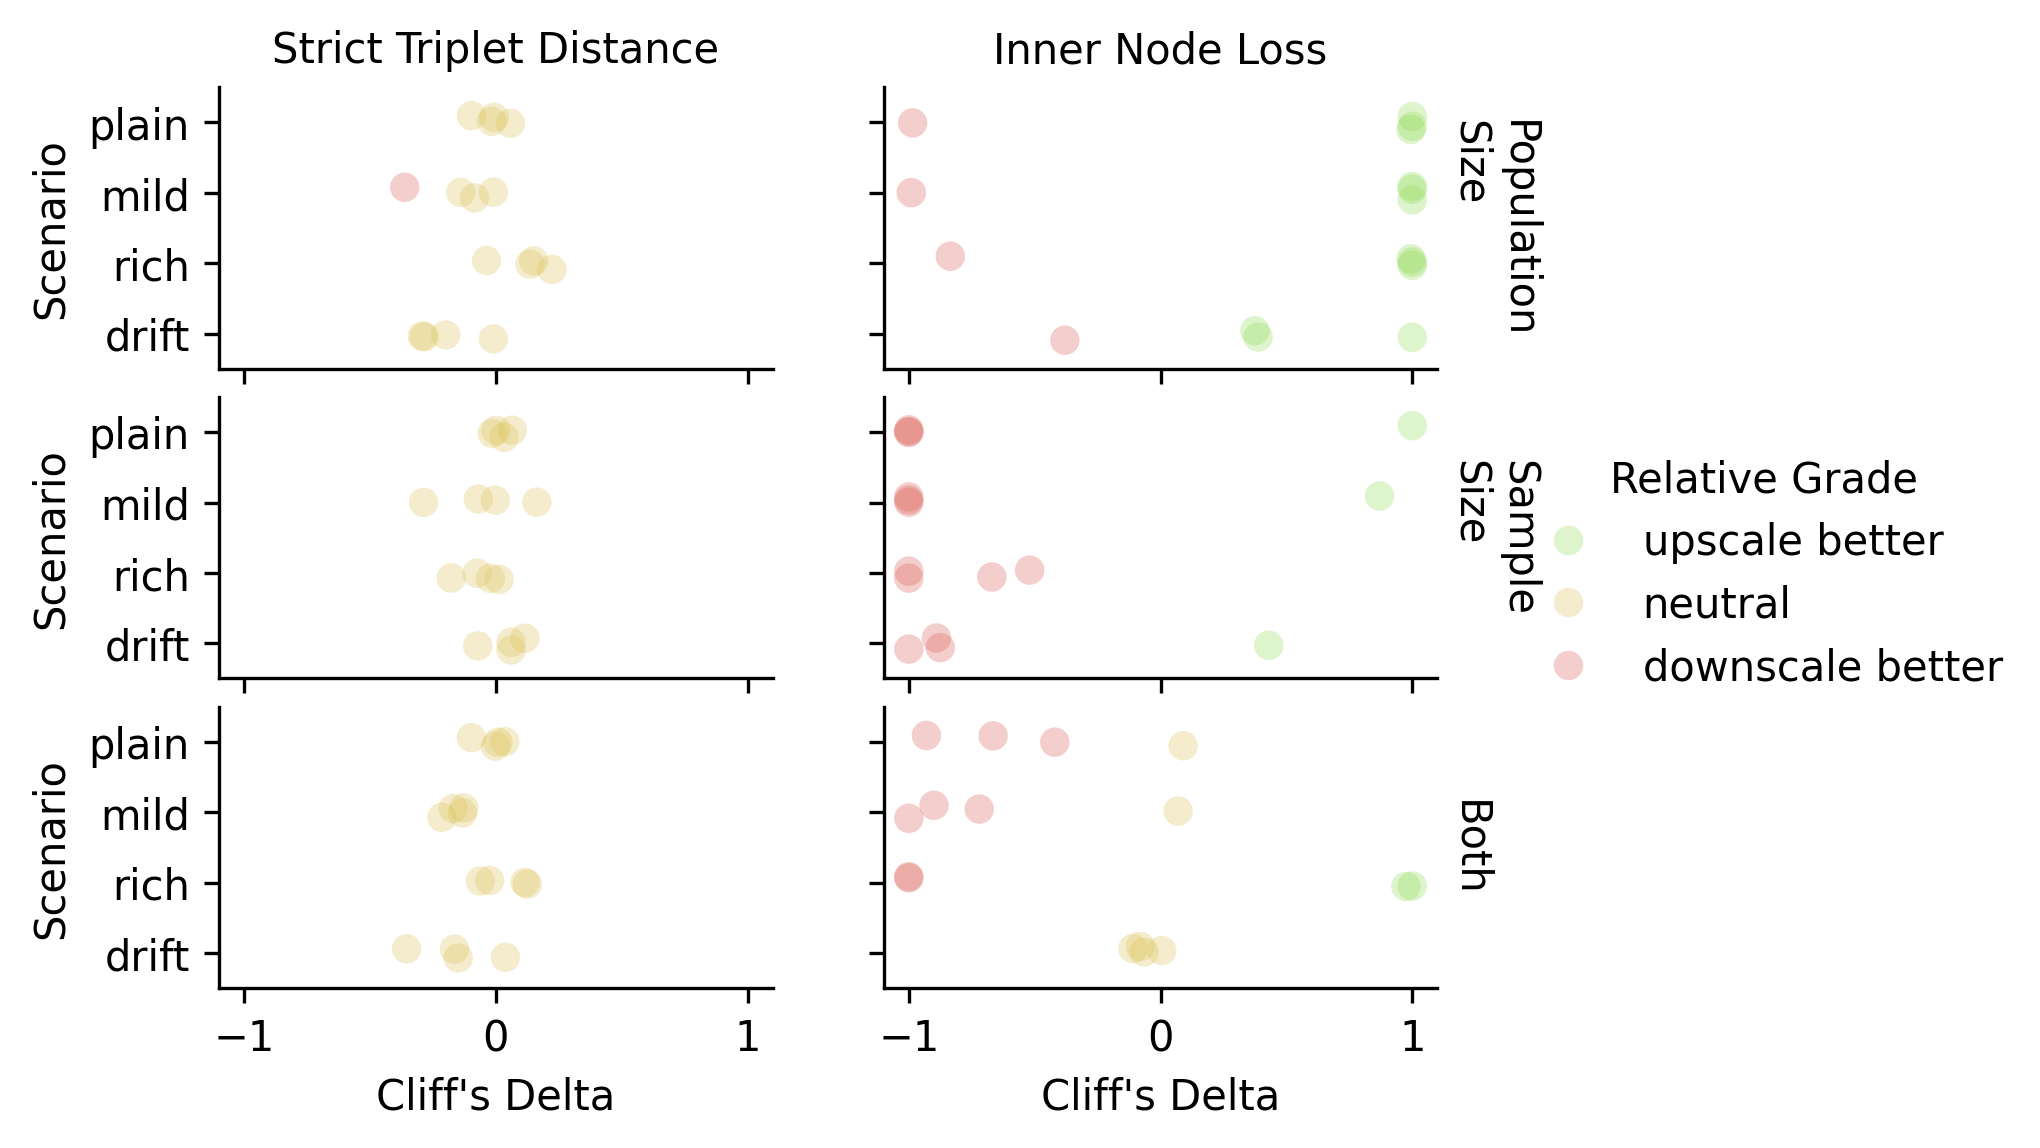 Strict Triplet Distance
Inner Node Loss
Scenario
plain
mild
rich
drift
Population
Size
Scenario
plain
mild
rich
drift
Sample
Size
Scenario
plain
mild
rich
drift
Both
−1
0
1
Cliff's Delta
−1
0
1
Cliff's Delta
Relative Grade
upscale better
neutral
downscale better